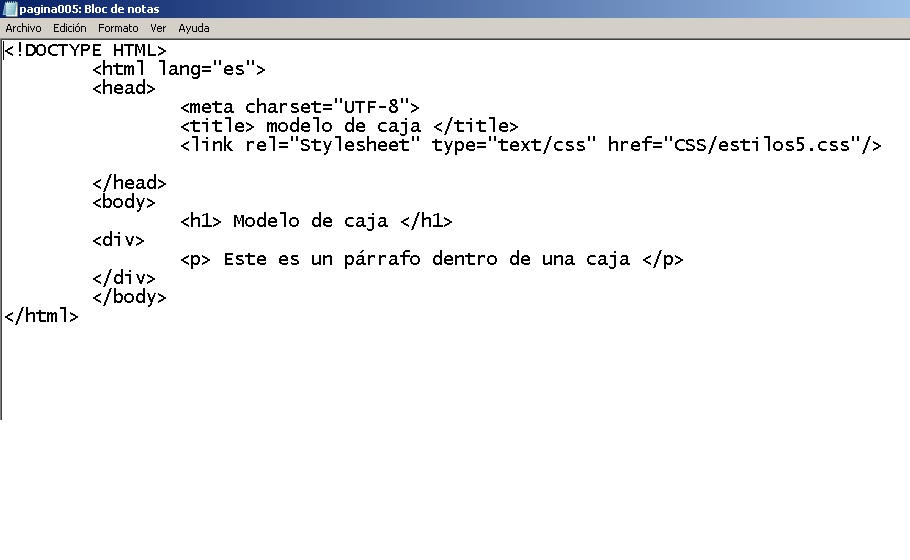 pagina005: Bloc de notas
Archivo Edición Formato Ver Ayuda
<!DOCTYPE HTML>
<html lang="es">
<head>
<meta charset="UTF-8">
<title> modelo de caja </title>
<link rel="Stylesheet" type="text/css" href="CSS/estilos5.css"/>
</head>
<body>
<h1> Modelo de caja </h1>
<div>
<p> Este es un párrafo dentro de una caja </p>
</div>
</body>
</html>